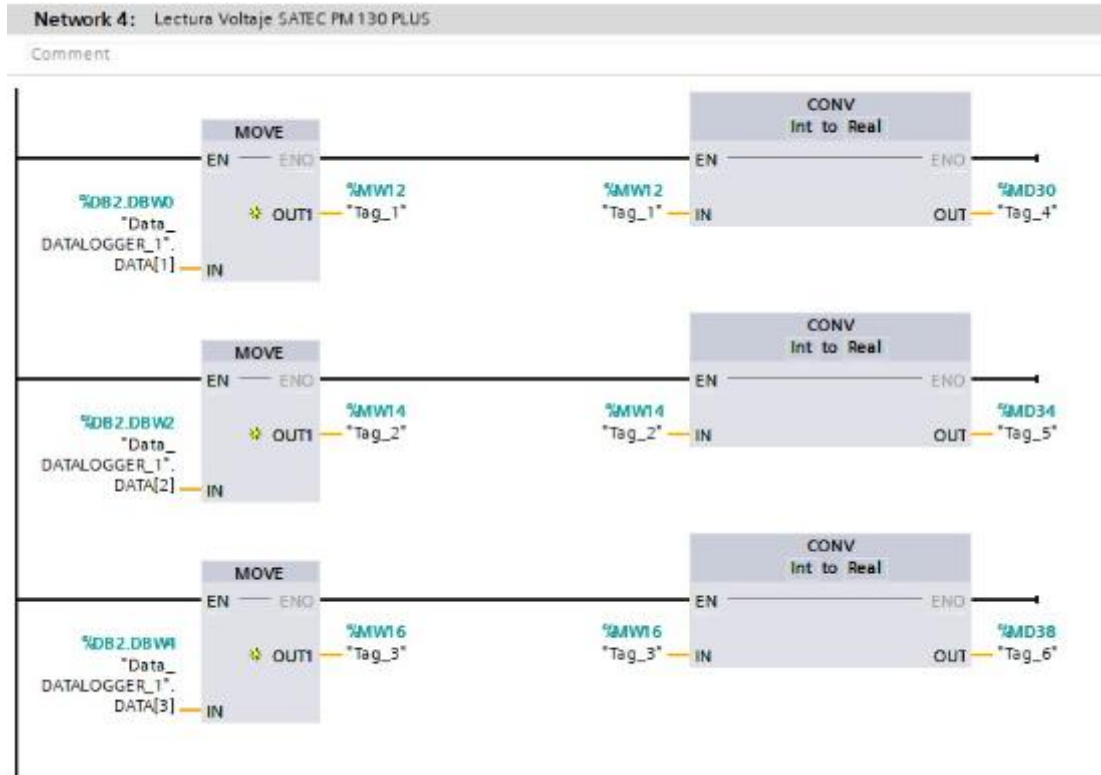 Network 4: Lectura Voltaje SATEC PM 130 PLUS
Comment
MOVE
EN ENO
%DB2.DBW0
"Data_
DATALOGGER_1".
DATA[1] IN
OUT1
%MW12
"Tag_1"
CONV
Int to Real
EN ENO
%MW12
"Tag_1" IN
%MD30
OUT "Tag_4"
MOVE
EN ENO
%DB2.DBW2
"Data_
DATALOGGER_1".
DATA[2] IN
OUT1
%MW14
"Tag_2"
CONV
Int to Real
EN ENO
%MW14
"Tag_2" IN
%MD34
OUT "Tag_5"
MOVE
EN ENO
%DB2.DBW4
"Data_
DATALOGGER_1".
DATA[3] IN
OUT1
%MW16
"Tag_3"
CONV
Int to Real
EN ENO
%MW16
"Tag_3" IN
%MD38
OUT "Tag_6"